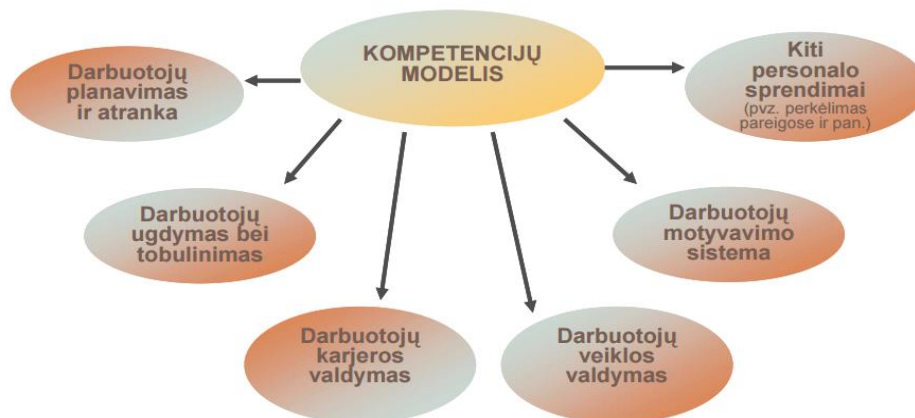 KOMPETENCIJŲ
MODELIS
Darbuotojų
planavimas
ir atranka
Kiti
personalo
sprendimai
(pvz. perkėlimas
pareigose ir pan.)
Darbuotojų
ugdymas bei
tobulinimas
Darbuotojų
motyvavimo
sistema
Darbuotojų
karjeros
valdymas
Darbuotojų
veiklos
valdymas